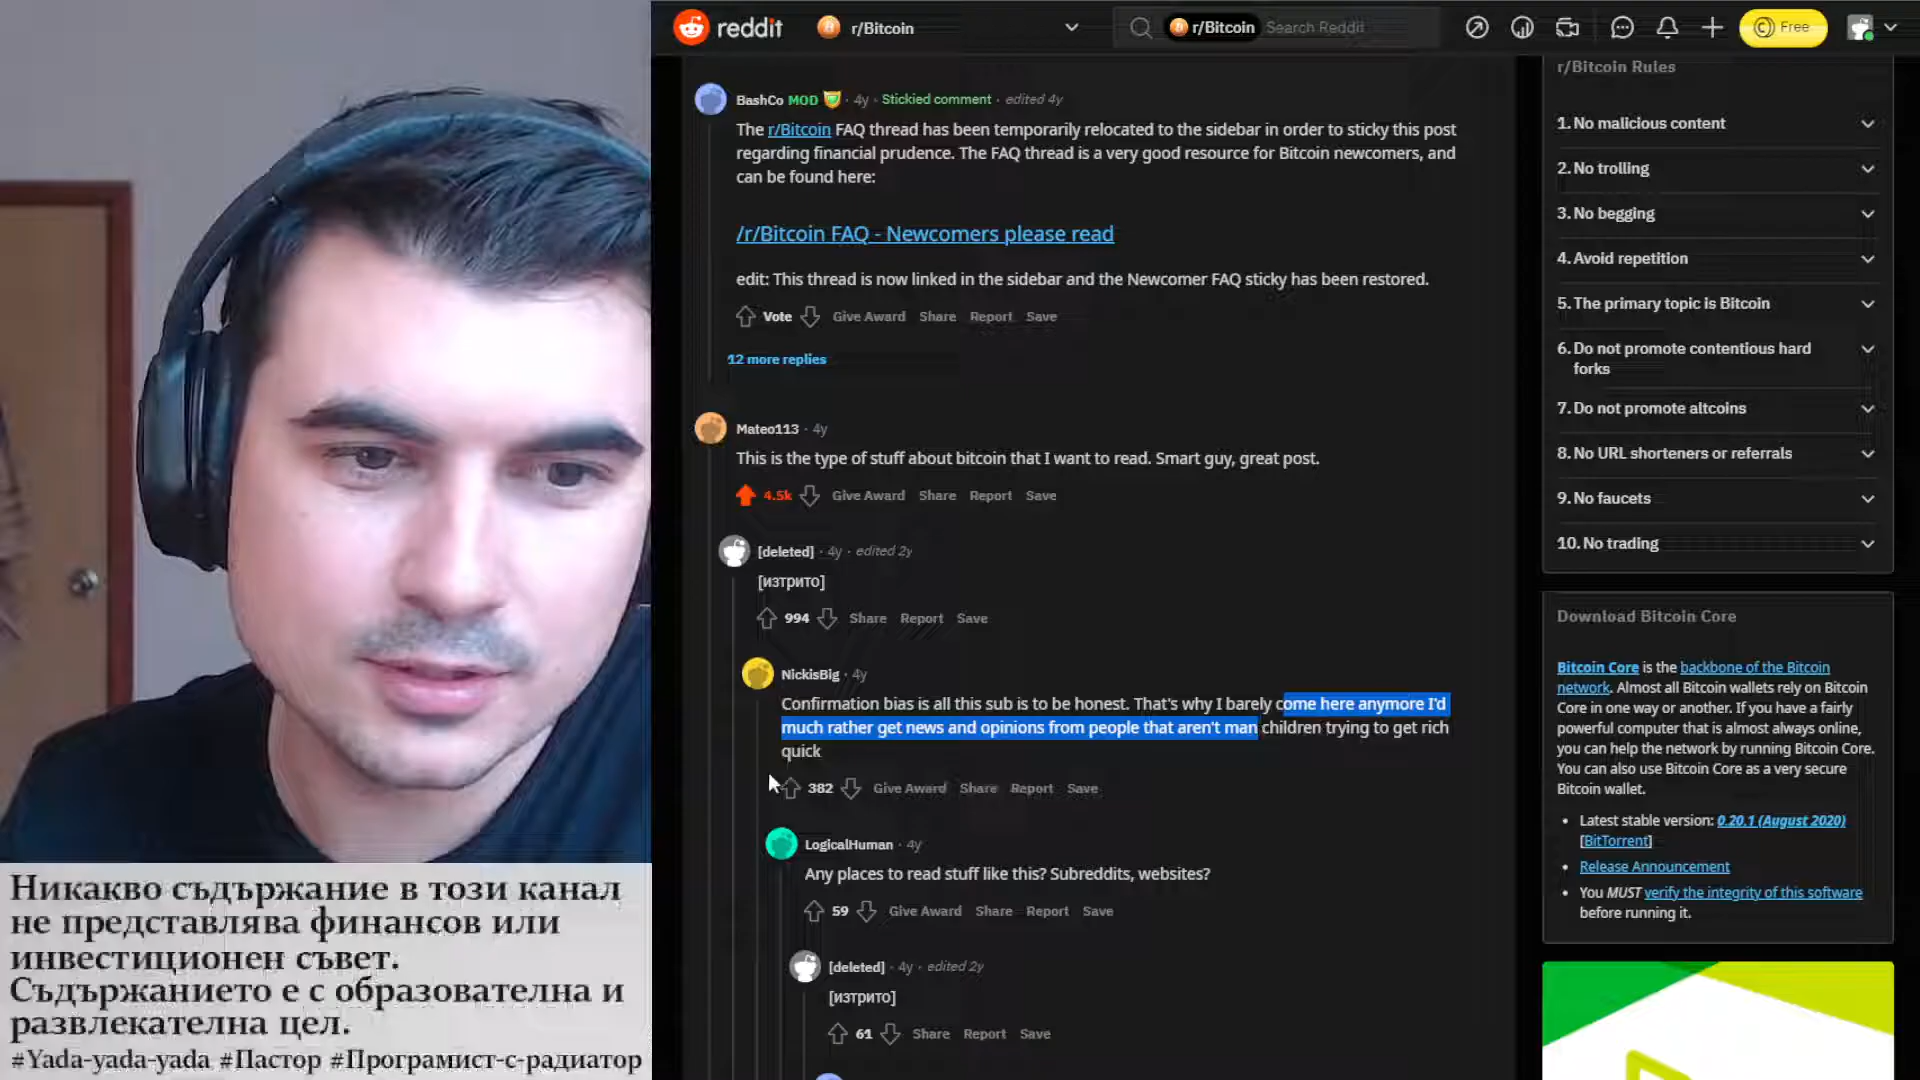 reddit
r/Bitcoin
r/Bitcoin Search Reddit
Free
BashCo MOD · 4y · Stickied comment · edited 4y
The r/Bitcoin FAQ thread has been temporarily relocated to the sidebar in order to sticky this post
regarding financial prudence. The FAQ thread is a very good resource for Bitcoin newcomers, and
can be found here:
/r/Bitcoin FAQ - Newcomers please read
edit: This thread is now linked in the sidebar and the Newcomer FAQ sticky has been restored.
Vote Give Award Share Report Save
12 more replies
Mateo113 · 4y
This is the type of stuff about bitcoin that I want to read. Smart guy, great post.
4.5k Give Award Share Report Save
[deleted] · 4y · edited 2y
[изтрито]
994 Share Report Save
NickisBig · 4y
Confirmation bias is all this sub is to be honest. That's why I barely come here anymore I'd
much rather get news and opinions from people that aren't man children trying to get rich
quick
382 Give Award Share Report Save
LogicalHuman · 4y
Any places to read stuff like this? Subreddits, websites?
59 Give Award Share Report Save
[deleted] · 4y · edited 2y
[изтрито]
61 Share Report Save
r/Bitcoin Rules
1. No malicious content
2. No trolling
3. No begging
4. Avoid repetition
5. The primary topic is Bitcoin
6. Do not promote contentious hard
forks
7. Do not promote altcoins
8. No URL shorteners or referrals
9. No faucets
10. No trading
Download Bitcoin Core
Bitcoin Core is the backbone of the Bitcoin
network. Almost all Bitcoin wallets rely on Bitcoin
Core in one way or another. If you have a fairly
powerful computer that is almost always online,
you can help the network by running Bitcoin Core.
You can also use Bitcoin Core as a very secure
Bitcoin wallet.
• Latest stable version: 0.20.1 (August 2020)
[BitTorrent]
• Release Announcement
• You MUST verify the integrity of this software
before running it.
Никакво съдържание в този канал
не представлява финансов или
инвестиционен съвет.
Съдържанието е с образователна и
развлекателна цел.
#Yada-yada-yada #Пастор #Програмист-с-радиатор